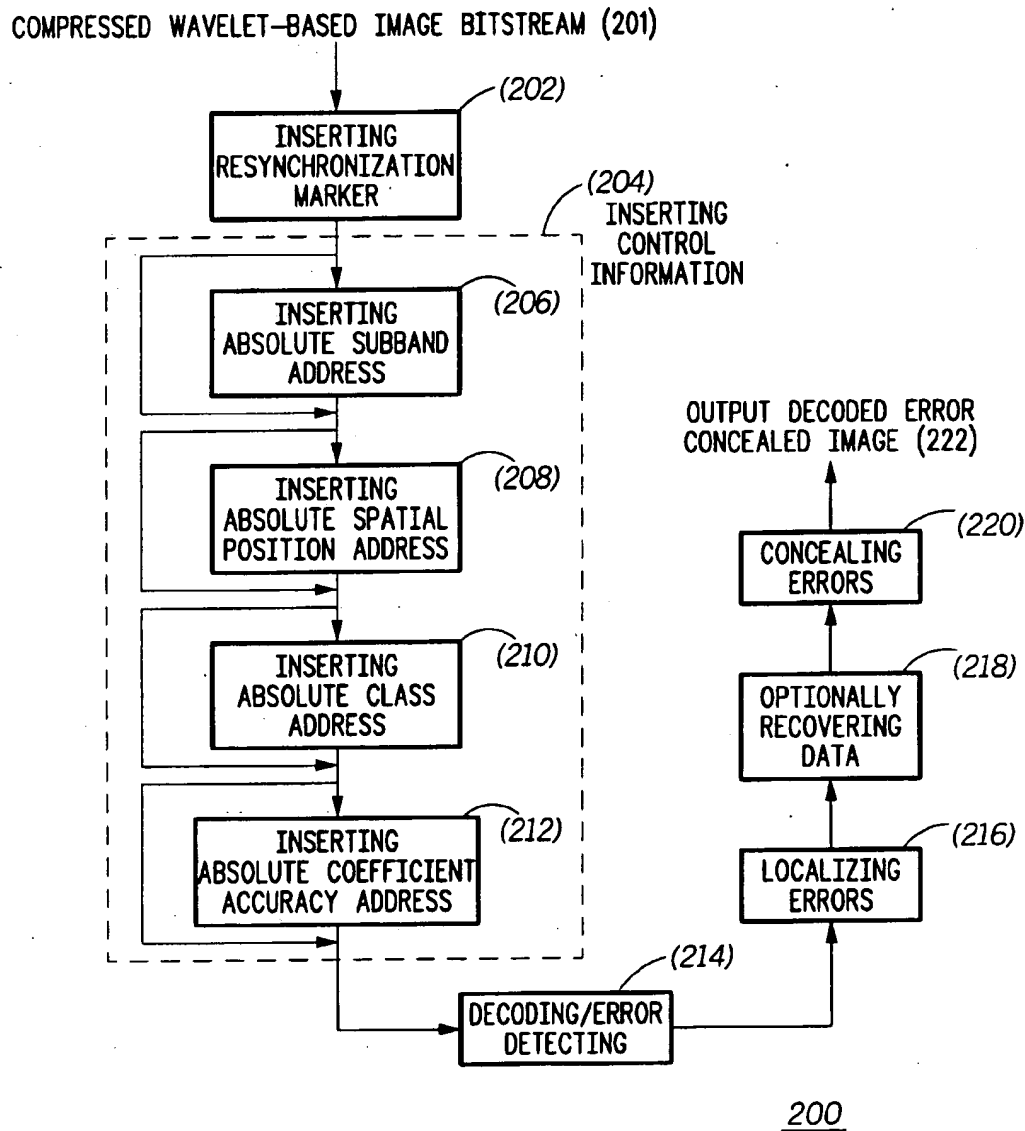 COMPRESSED WAVELET-BASED IMAGE BITSTREAM (201)
(202)
INSERTING
RESYNCHRONIZATION
MARKER
(204)
INSERTING
CONTROL
INFORMATION
(206)
INSERTING
ABSOLUTE SUBBAND
ADDRESS
(208)
INSERTING
ABSOLUTE SPATIAL
POSITION ADDRESS
(210)
INSERTING
ABSOLUTE CLASS
ADDRESS
(212)
INSERTING
ABSOLUTE COEFFICIENT
ACCURACY ADDRESS
(214)
DECODING/ERROR
DETECTING
(216)
LOCALIZING
ERRORS
(218)
OPTIONALLY
RECOVERING
DATA
(220)
CONCEALING
ERRORS
OUTPUT DECODED ERROR
CONCEALED IMAGE (222)
200